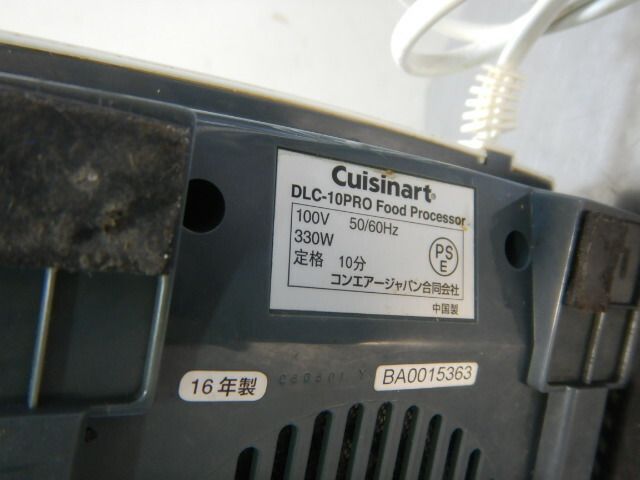 Cuisinart®
DLC-10PRO Food Processor
100V 50/60Hz
330W
定格 10分
コンエアージャパン合同会社
PS
E
中国製
16年製
BA0015363